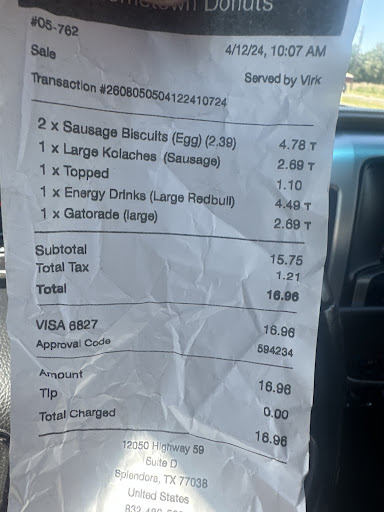 Donuts
#05-762
Sale 4/12/24, 10:07 AM
Transaction #2608050504122410724 Served by Virk
2 x Sausage Biscuits (Egg) (2.39) 4.78 T
1 x Large Kolaches (Sausage) 2.69 T
1 x Topped 1.10
1 x Energy Drinks (Large Redbull) 4.49 T
1 x Gatorade (large) 2.69 T
Subtotal 15.75
Total Tax 1.21
Total 16.96
VISA 6827 16.96
Approval Code 594234
Amount 16.96
Tip 0.00
Total Charged 16.96
12050 Highway 59
Suite D
Splendora, TX 77038
United States